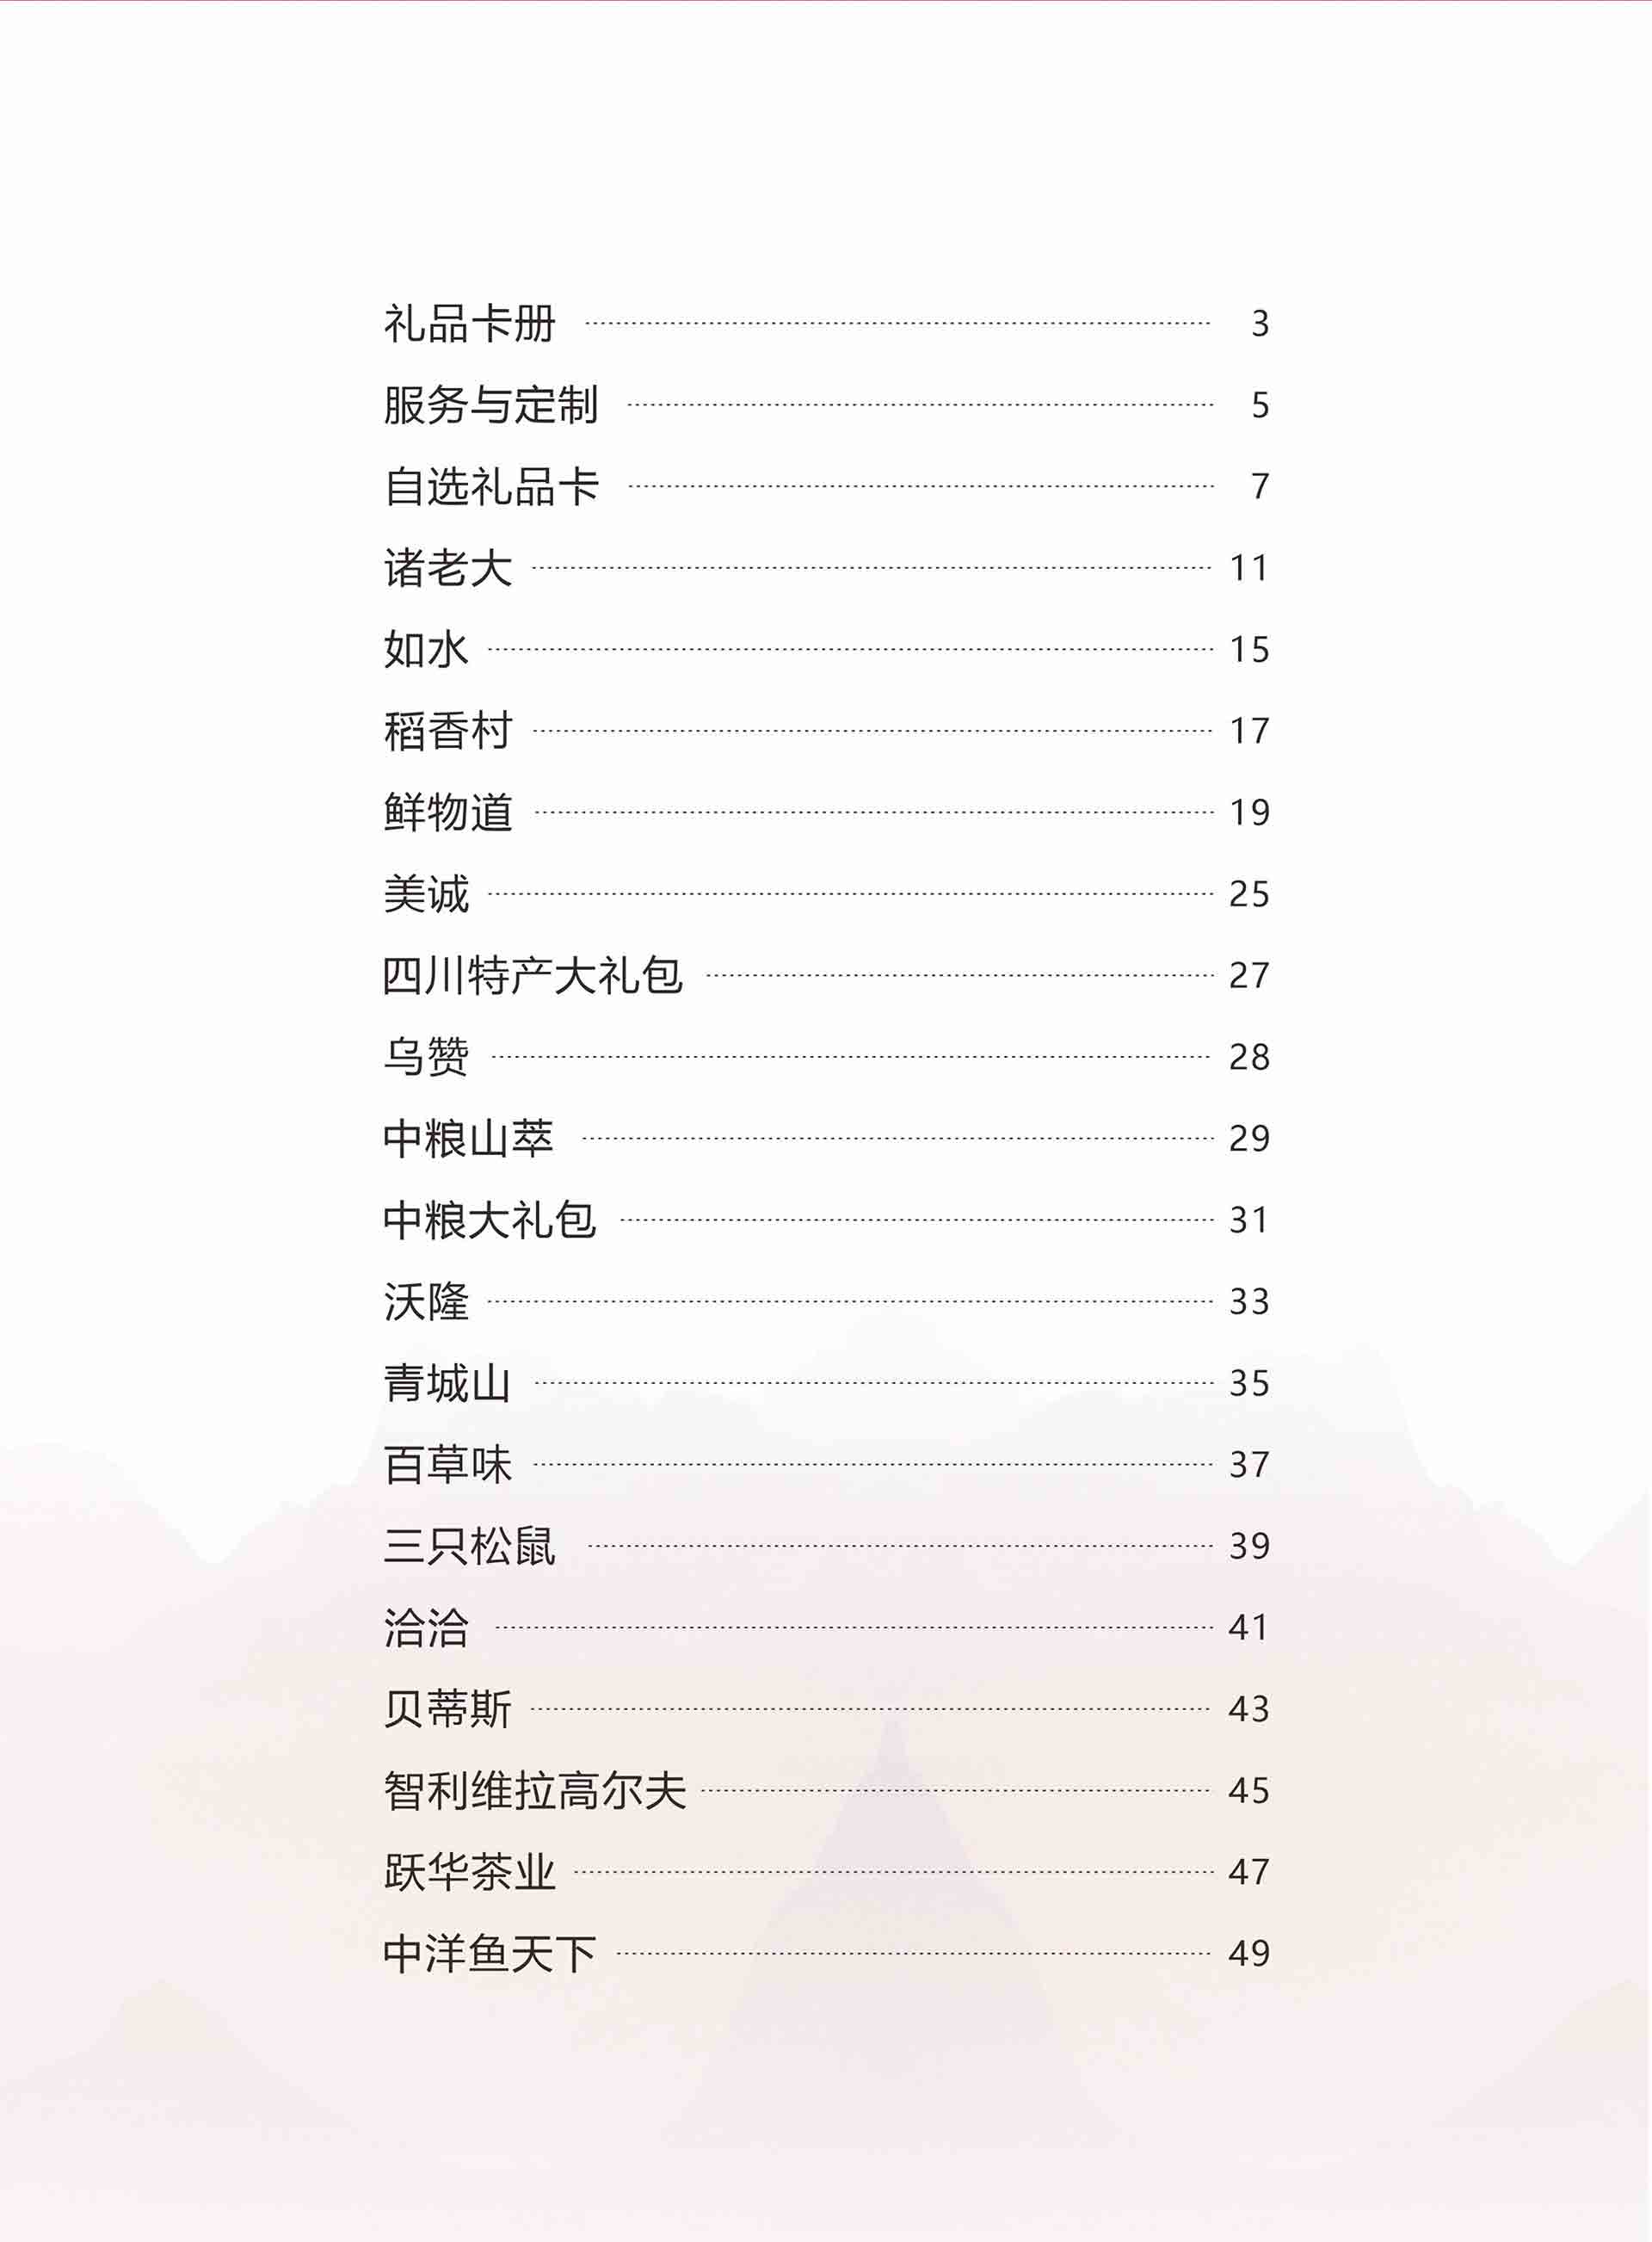 礼品卡册 3
服务与定制 5
自选礼品卡 7
诸老大 11
如水 15
稻香村 17
鲜物道 19
美诚 25
四川特产大礼包 27
乌赞 28
中粮山萃 29
中粮大礼包 31
沃隆 33
青城山 35
百草味 37
三只松鼠 39
洽洽 41
贝蒂斯 43
智利维拉高尔夫 45
跃华茶业 47
中洋鱼天下 49